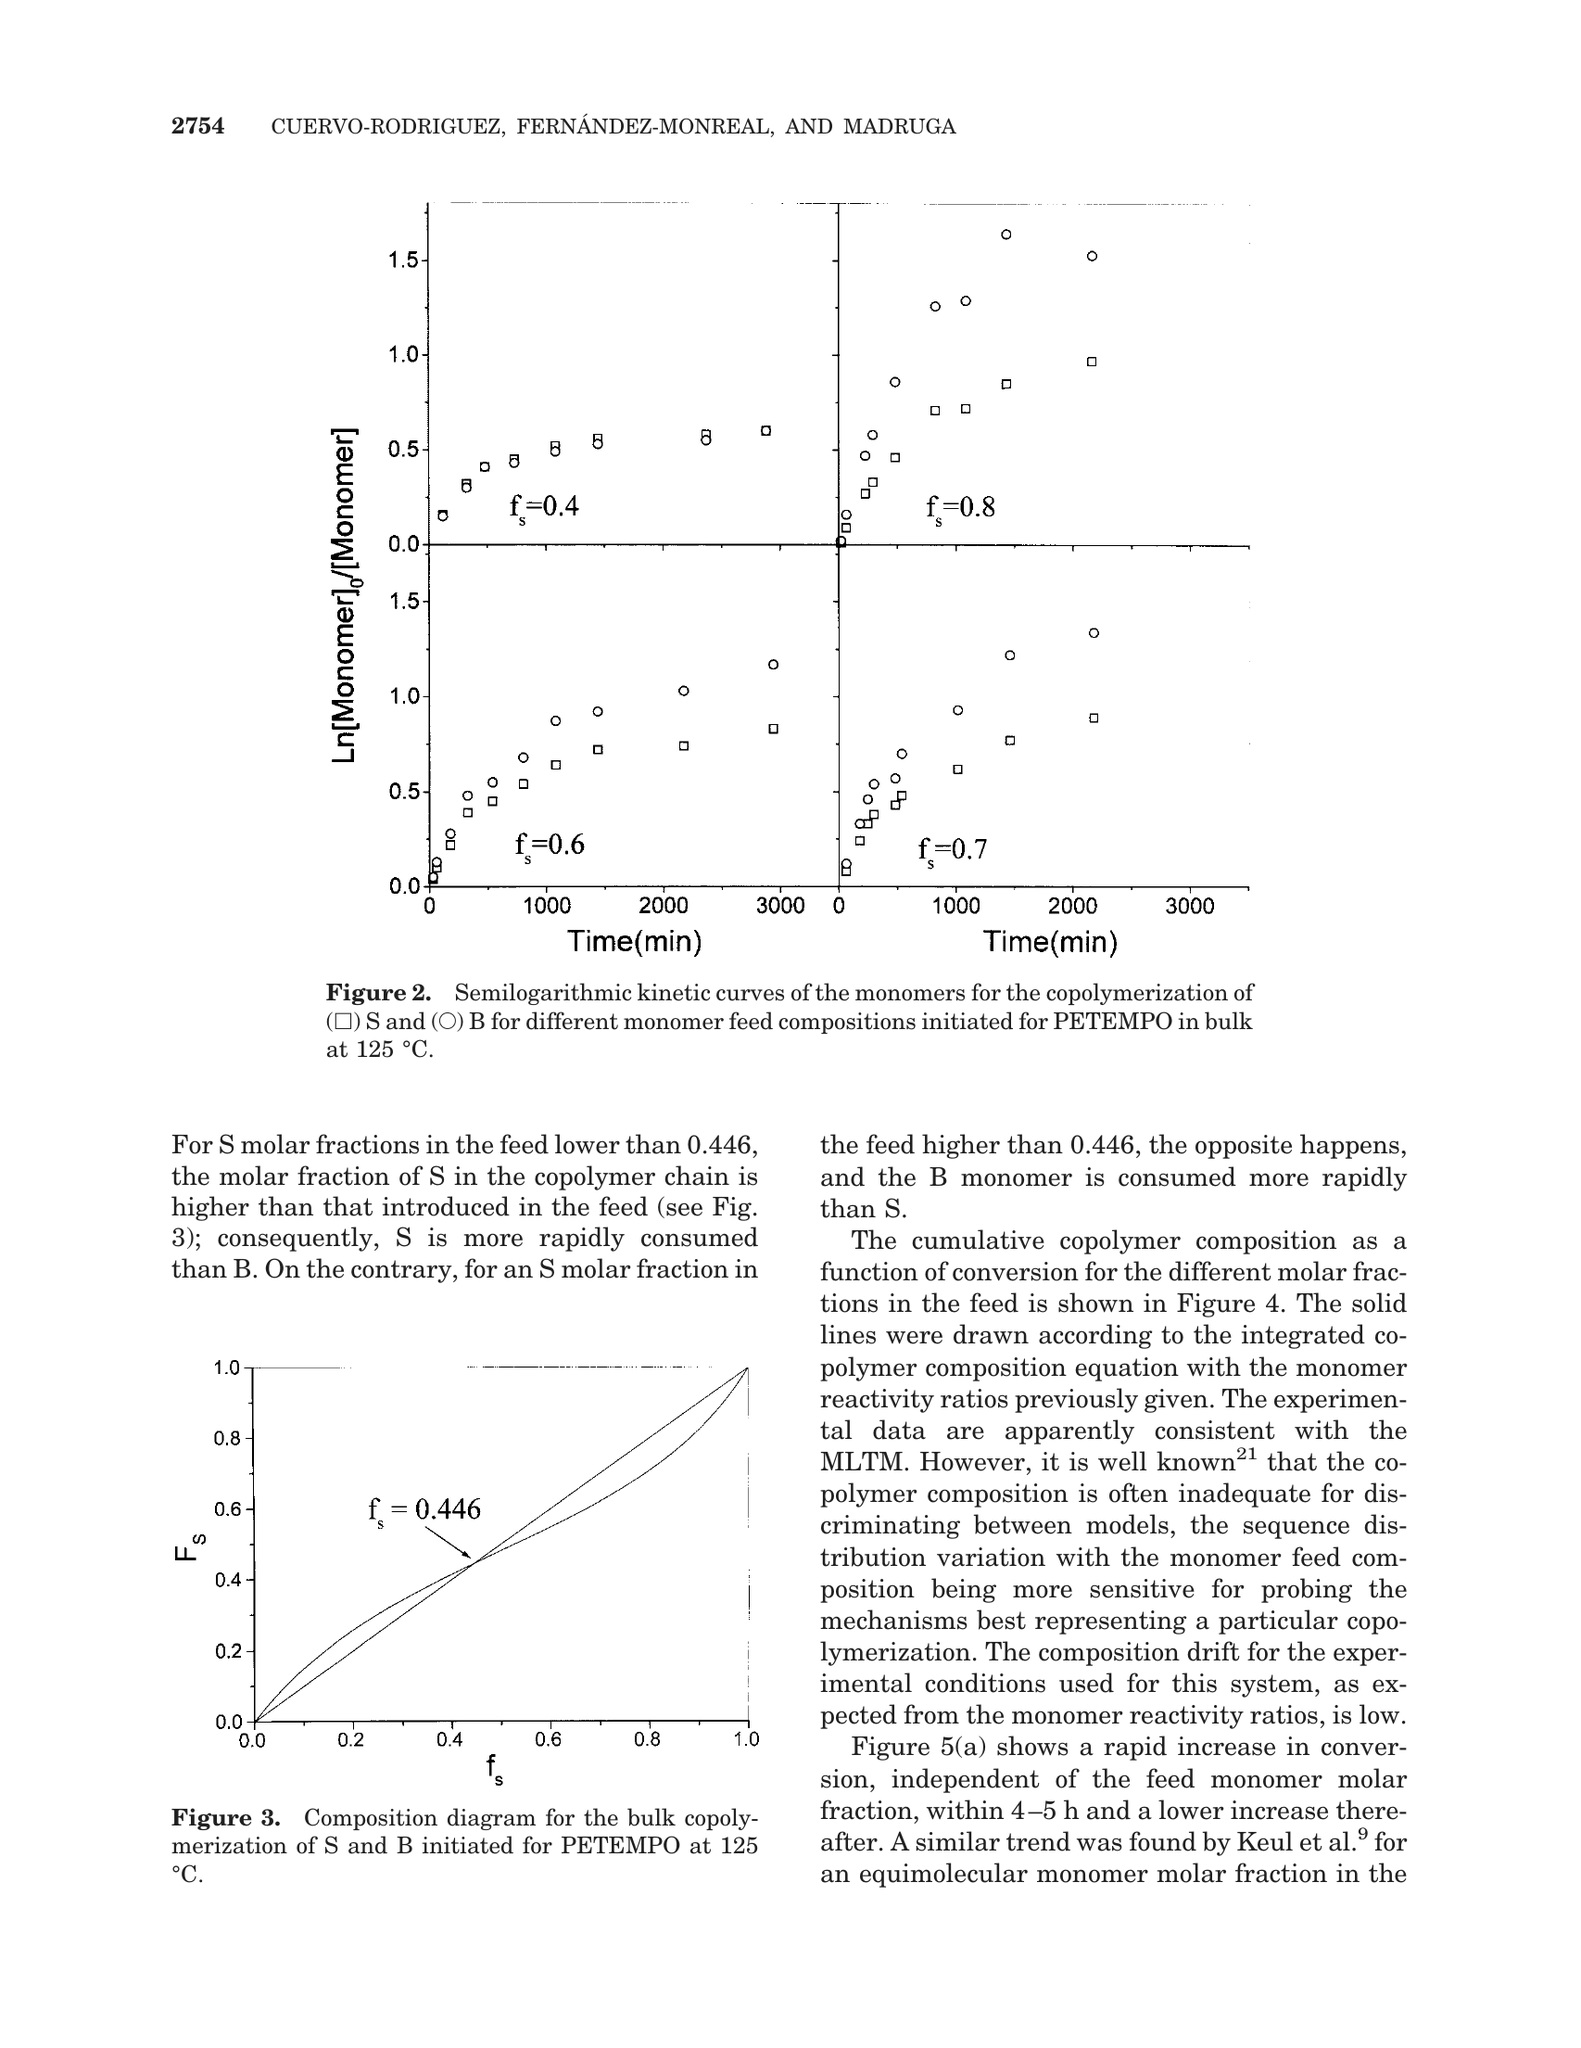 2754 CUERVO-RODRIGUEZ, FERNÁNDEZ-MONREAL, AND MADRUGA
Ln[Monomer]0/[Monomer]
1.5
1.0
0.5
0.0
fs=0.4
fs=0.8
1.5
1.0
0.5
0.0
fs=0.6
fs=0.7
0 1000 2000 3000 0 1000 2000 3000
Time(min) Time(min)
Figure 2. Semilogarithmic kinetic curves of the monomers for the copolymerization of
(□) S and (○) B for different monomer feed compositions initiated for PETEMPO in bulk
at 125 °C.
For S molar fractions in the feed lower than 0.446,
the molar fraction of S in the copolymer chain is
higher than that introduced in the feed (see Fig.
3); consequently, S is more rapidly consumed
than B. On the contrary, for an S molar fraction in
1.0
0.8
0.6
0.4
0.2
0.0
Fs
fs = 0.446
0.0 0.2 0.4 0.6 0.8 1.0
fs
Figure 3. Composition diagram for the bulk copoly-
merization of S and B initiated for PETEMPO at 125
°C.
the feed higher than 0.446, the opposite happens,
and the B monomer is consumed more rapidly
than S.
The cumulative copolymer composition as a
function of conversion for the different molar frac-
tions in the feed is shown in Figure 4. The solid
lines were drawn according to the integrated co-
polymer composition equation with the monomer
reactivity ratios previously given. The experimen-
tal data are apparently consistent with the
MLTM. However, it is well known21 that the co-
polymer composition is often inadequate for dis-
criminating between models, the sequence dis-
tribution variation with the monomer feed com-
position being more sensitive for probing the
mechanisms best representing a particular copo-
lymerization. The composition drift for the exper-
imental conditions used for this system, as ex-
pected from the monomer reactivity ratios, is low.
Figure 5(a) shows a rapid increase in conver-
sion, independent of the feed monomer molar
fraction, within 4–5 h and a lower increase there-
after. A similar trend was found by Keul et al.9 for
an equimolecular monomer molar fraction in the